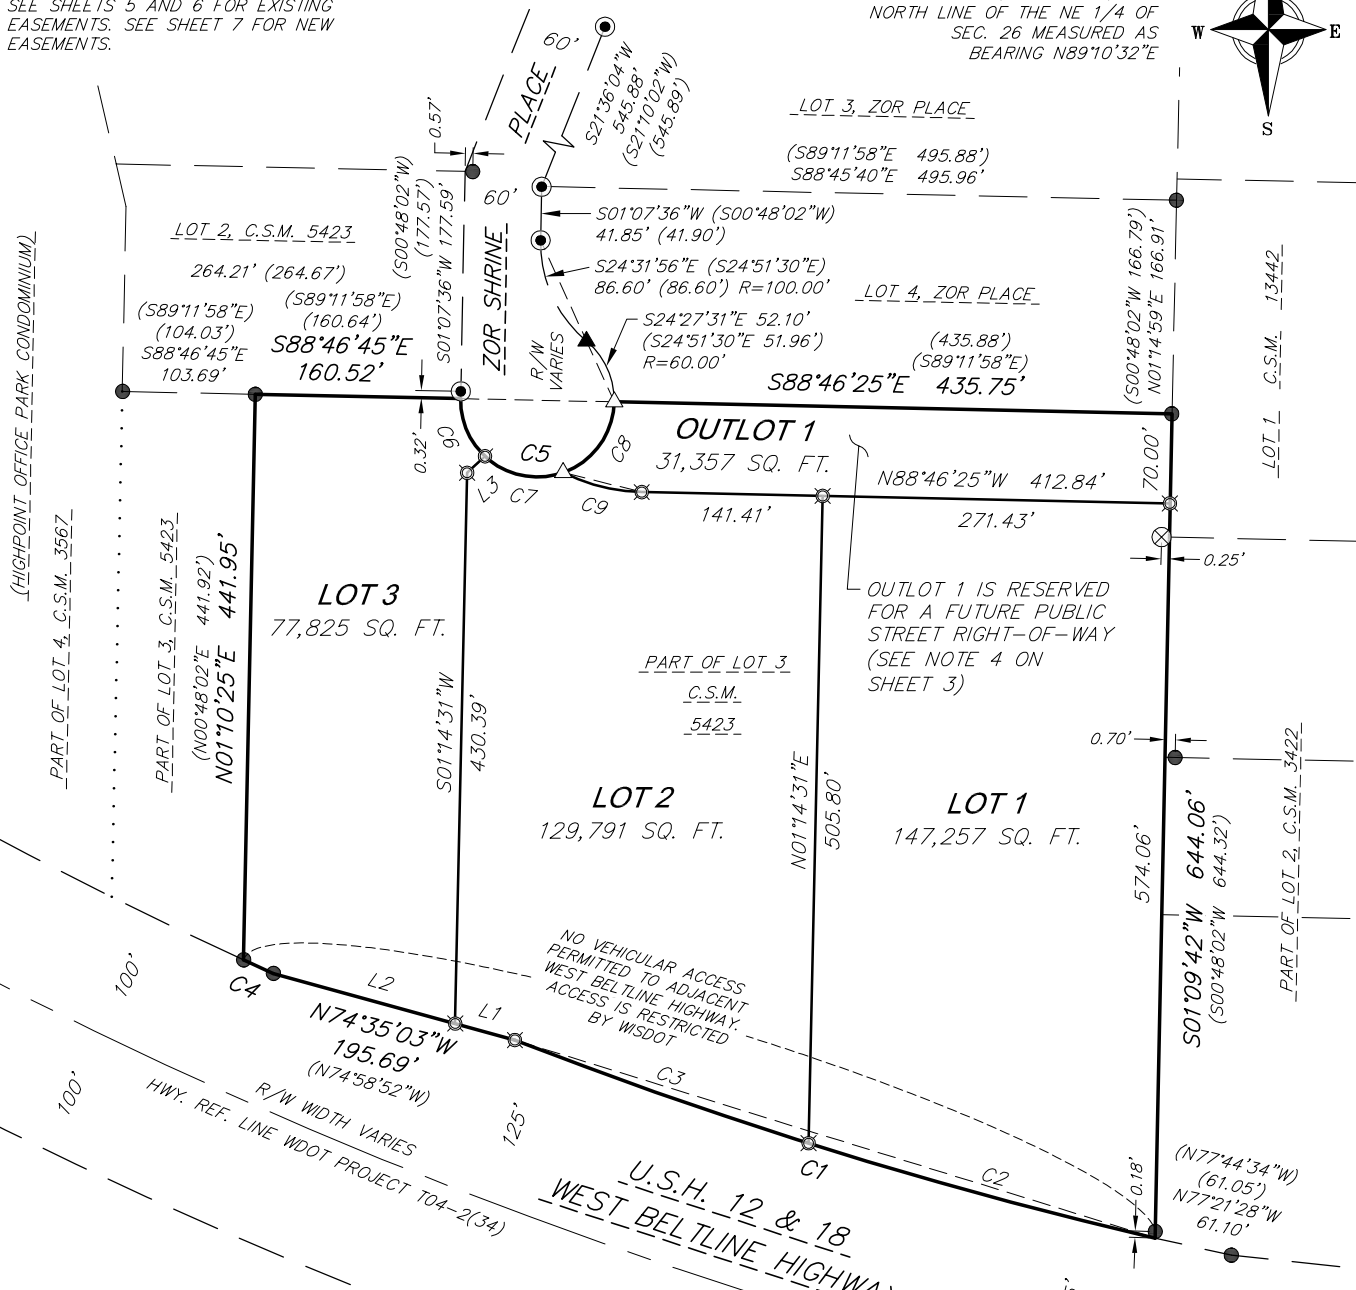 SEE SHEETS 5 AND 6 FOR EXISTING
EASEMENTS. SEE SHEET 7 FOR NEW
EASEMENTS.
NORTH LINE OF THE NE 1/4 OF
SEC. 26 MEASURED AS
BEARING N89°10'32"E
W
E
S
60'
PLACE
S21°36'04"W
545.88'
(S21°10'02"W)
(545.89')
0.57'
LOT 3, ZOR PLACE
(S89°11'58"E 495.88')
S88°45'40"E 495.96'
(S00°48'02"W)
(177.57')
S01°07'36"W 177.59'
60'
ZOR SHRINE
S01°07'36"W (S00°48'02"W)
41.85' (41.90')
S24°31'56"E (S24°51'30"E)
86.60' (86.60') R=100.00'
S24°27'31"E 52.10'
(S24°51'30"E 51.96')
R=60.00'
R/W
VARIES
LOT 2, C.S.M. 5423
264.21' (264.67')
(S89°11'58"E)
(104.03')
S88°46'45"E
103.69'
(S89°11'58"E)
(160.64')
S88°46'45"E
160.52'
LOT 4, ZOR PLACE
(435.88')
(S89°11'58"E)
S88°46'25"E 435.75'
(S00°48'02"W 166.79')
N01°14'59"E 166.91'
LOT 1 C.S.M. 13442
(HIGHPOINT OFFICE PARK CONDOMINIUM)
PART OF LOT 4, C.S.M. 3567
PART OF LOT 3, C.S.M. 5423
(N00°48'02"E 441.92')
N01°10'25"E 441.95'
0.32'
C6
C5
C8
L3
C7
C9
OUTLOT 1
31,357 SQ. FT.
N88°46'25"W 412.84'
70.00'
141.41'
271.43'
0.25'
OUTLOT 1 IS RESERVED
FOR A FUTURE PUBLIC
STREET RIGHT-OF-WAY
(SEE NOTE 4 ON
SHEET 3)
LOT 3
77,825 SQ. FT.
S01°14'31"W
430.39'
PART OF LOT 3
C.S.M.
5423
LOT 2
129,791 SQ. FT.
N01°14'31"E
505.80'
LOT 1
147,257 SQ. FT.
0.70'
574.06'
S01°09'42"W 644.06'
(S00°48'02"W 644.32')
PART OF LOT 2, C.S.M. 3422
NO VEHICULAR ACCESS
PERMITTED TO ADJACENT
WEST BELTLINE HIGHWAY.
ACCESS IS RESTRICTED
BY WISDOT
C4
L2
L1
C3
C1
C2
N74°35'03"W
195.69'
(N74°58'52"W)
100'
100'
125'
R/W WIDTH VARIES
HWY. REF. LINE WDOT PROJECT T04-2(34)
U.S.H. 12 & 18
WEST BELTLINE HIGHWAY
0.18'
(N77°44'34"W)
(61.05')
N77°21'28"W
61.10'